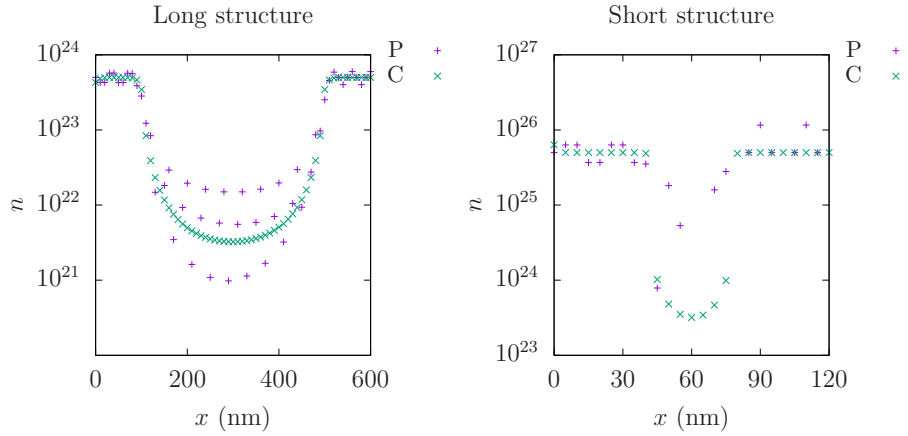 Long structure
P
C
10^24
10^23
10^22
10^21
n
0 200 400 600
x (nm)
Short structure
P
C
10^27
10^26
10^25
10^24
10^23
n
0 30 60 90 120
x (nm)